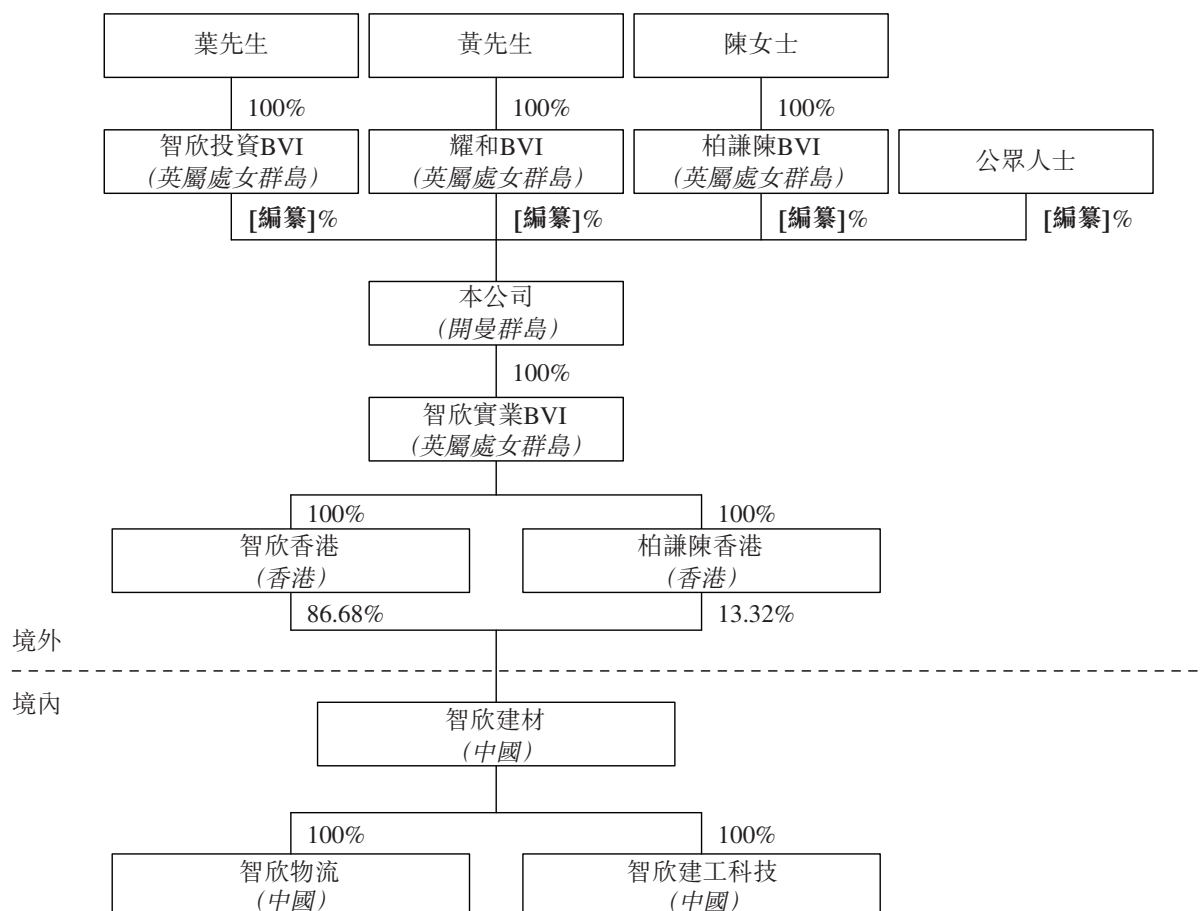 葉先生
黃先生
陳女士
100%
100%
100%
智欣投資BVI
(英屬處女群島)
耀和BVI
(英屬處女群島)
柏謙陳BVI
(英屬處女群島)
公眾人士
[編纂]%
[編纂]%
[編纂]%
[編纂]%
本公司
(開曼群島)
100%
智欣實業BVI
(英屬處女群島)
100%
100%
智欣香港
(香港)
柏謙陳香港
(香港)
86.68%
13.32%
境外
境內
智欣建材
(中國)
100%
100%
智欣物流
(中國)
智欣建工科技
(中國)